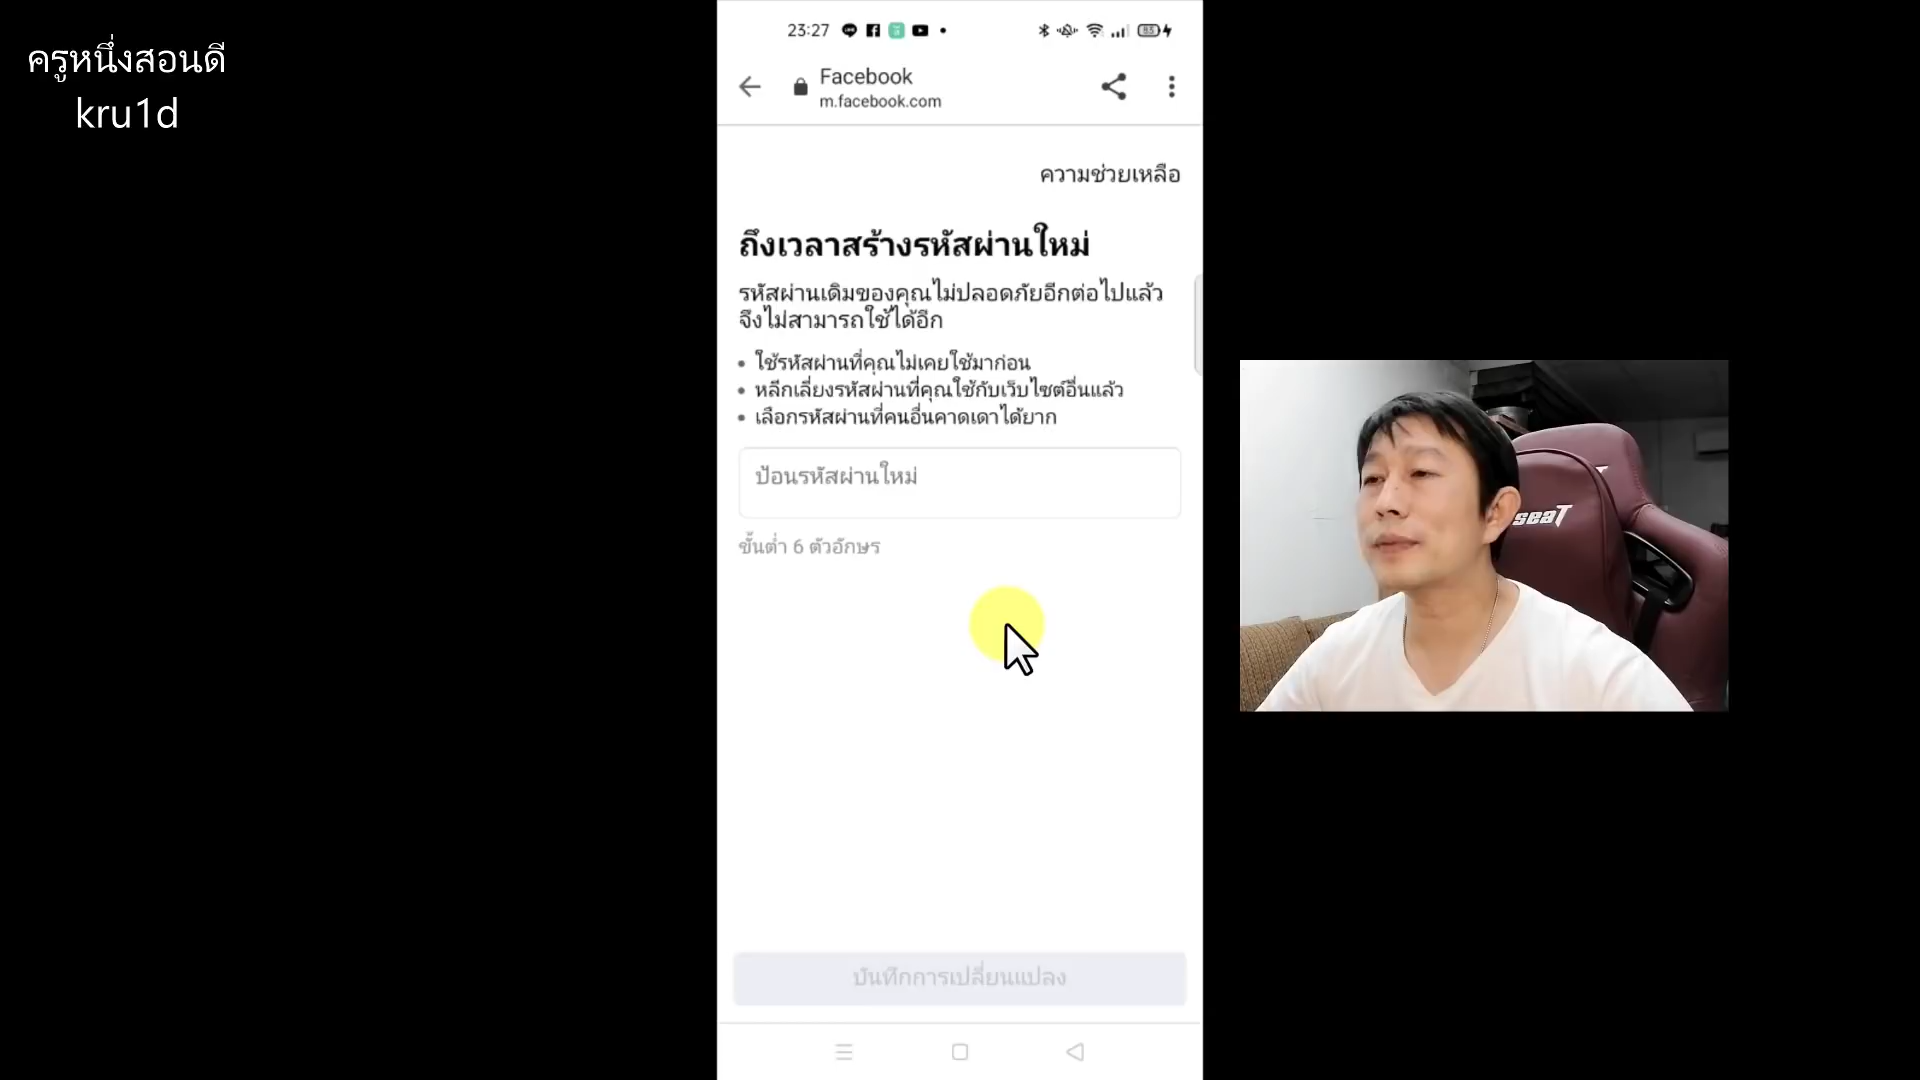 ครูหนึ่งสอนดี
kru1d
23:27
83
Facebook
m.facebook.com
ความช่วยเหลือ
ถึงเวลาสร้างรหัสผ่านใหม่
รหัสผ่านเดิมของคุณไม่ปลอดภัยอีกต่อไปแล้ว
จึงไม่สามารถใช้ได้อีก
• ใช้รหัสผ่านที่คุณไม่เคยใช้มาก่อน
• หลีกเลี่ยงรหัสผ่านที่คุณใช้กับเว็บไซต์อื่นแล้ว
• เลือกรหัสผ่านที่คนอื่นคาดเดาได้ยาก
ป้อนรหัสผ่านใหม่
ขั้นต่ำ 6 ตัวอักษร
seaT
บันทึกการเปลี่ยนแปลง